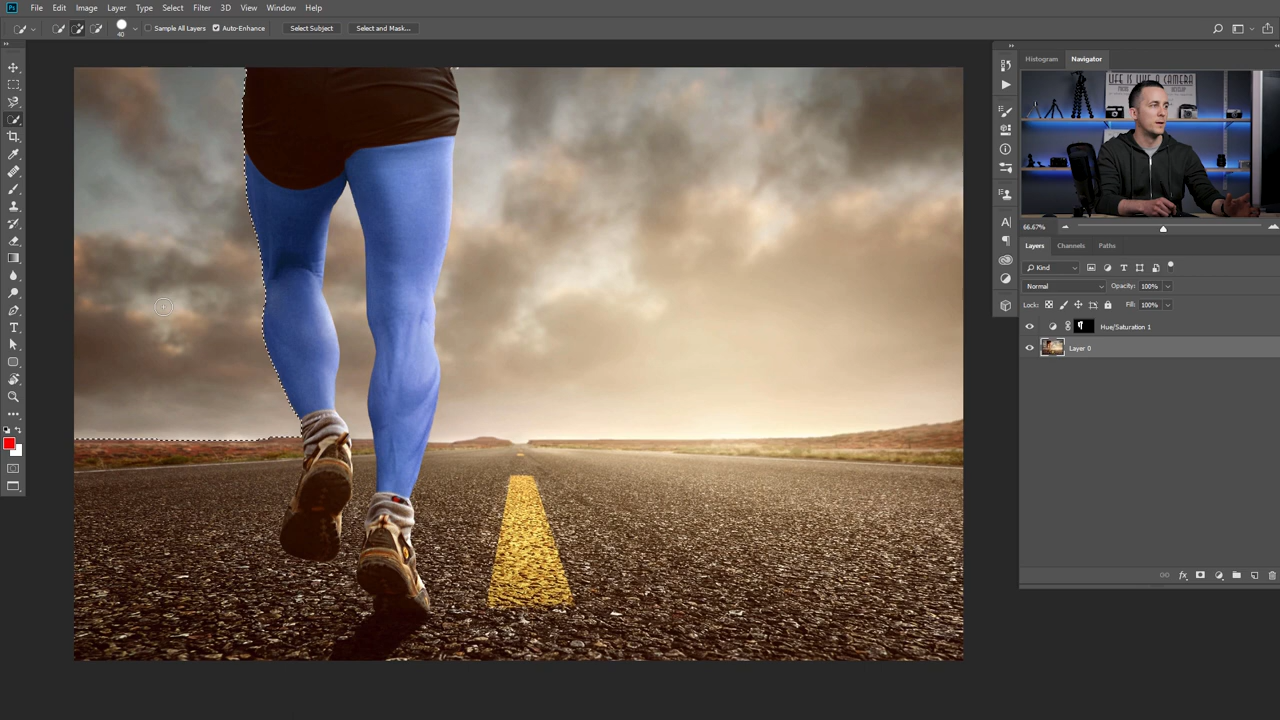 Ps File Edit Image Layer Type Select Filter 3D View Window Help
40 Sample All Layers Auto-Enhance Select Subject Select and Mask...
Histogram Navigator
LIFE IS LIKE A CAMERA
66.67%
Layers Channels Paths
Kind
Normal Opacity: 100%
Lock: Fill: 100%
Hue/Saturation 1
Layer 0